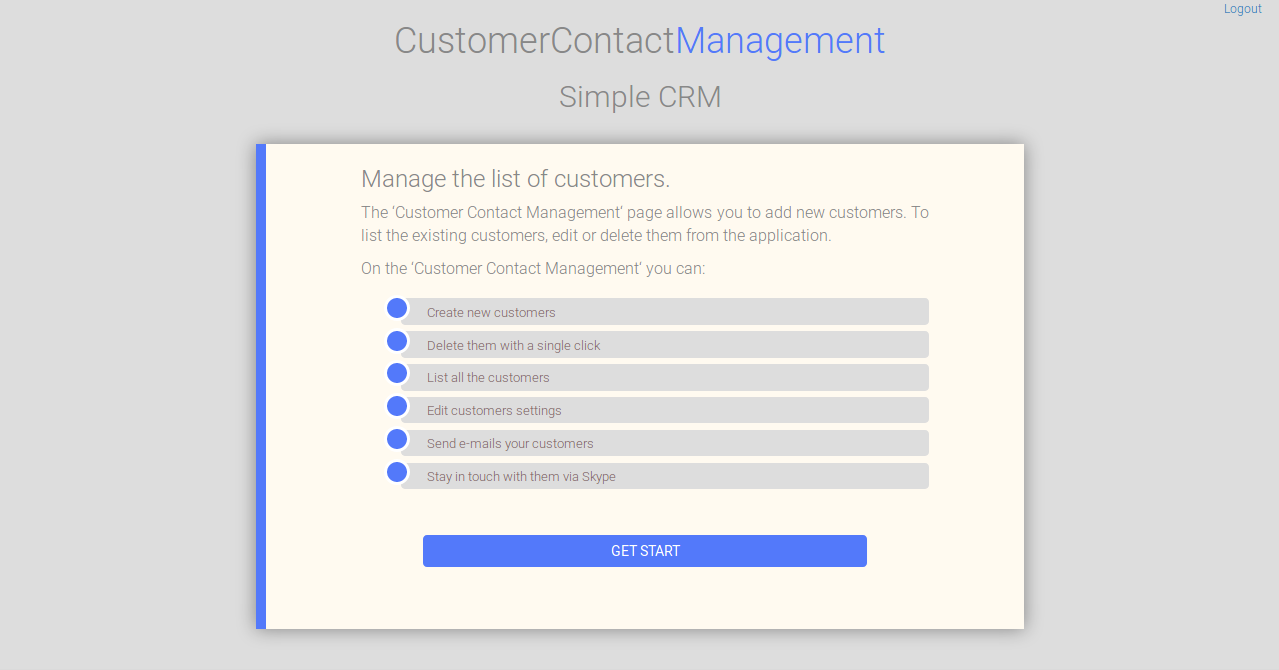 Logout
CustomerContactManagement
Simple CRM
Manage the list of customers.
The ‘Customer Contact Management’ page allows you to add new customers. To
list the existing customers, edit or delete them from the application.
On the ‘Customer Contact Management’ you can:
Create new customers
Delete them with a single click
List all the customers
Edit customers settings
Send e-mails your customers
Stay in touch with them via Skype
GET START